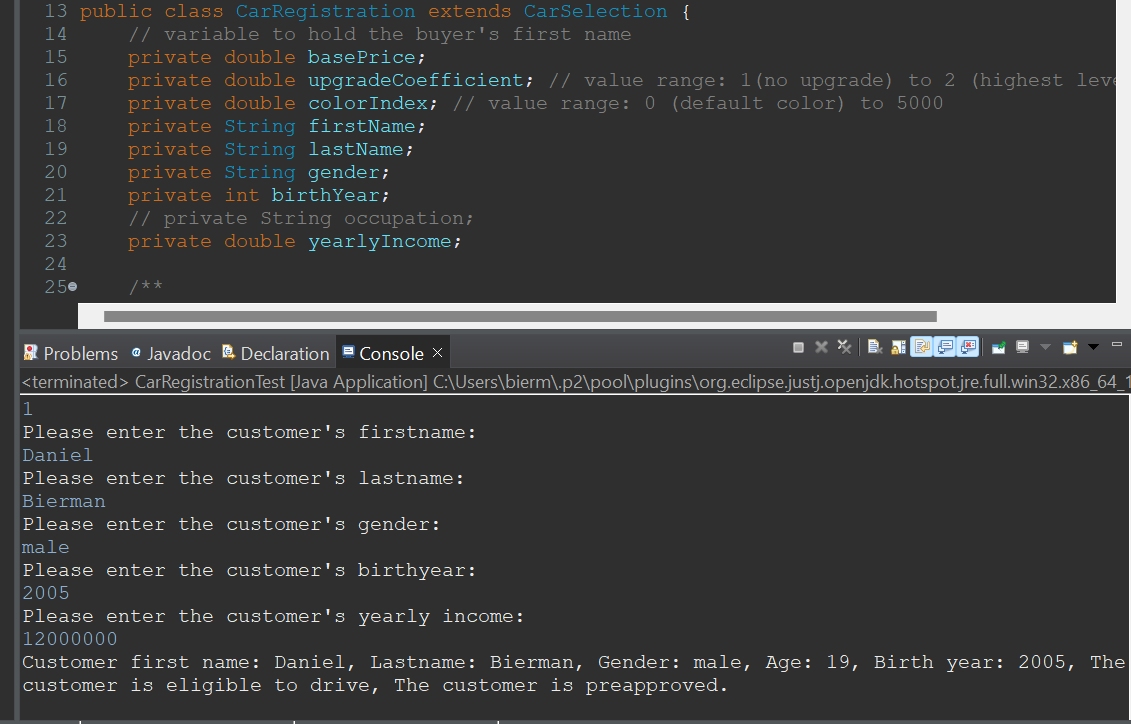 13 public class CarRegistration extends CarSelection {
14 // variable to hold the buyer's first name
15 private double basePrice;
16 private double upgradeCoefficient; // value range: 1(no upgrade) to 2 (highest leve
17 private double colorIndex; // value range: 0 (default color) to 5000
18 private String firstName;
19 private String lastName;
20 private String gender;
21 private int birthYear;
22 // private String occupation;
23 private double yearlyIncome;
24
25 /**
Problems @ Javadoc Declaration Console
<terminated> CarRegistrationTest [Java Application] C:\Users\bierm\.p2\pool\plugins\org.eclipse.justj.openjdk.hotspot.jre.full.win32.x86_64_1
1
Please enter the customer's firstname:
Daniel
Please enter the customer's lastname:
Bierman
Please enter the customer's gender:
male
Please enter the customer's birthyear:
2005
Please enter the customer's yearly income:
12000000
Customer first name: Daniel, Lastname: Bierman, Gender: male, Age: 19, Birth year: 2005, The
customer is eligible to drive, The customer is preapproved.